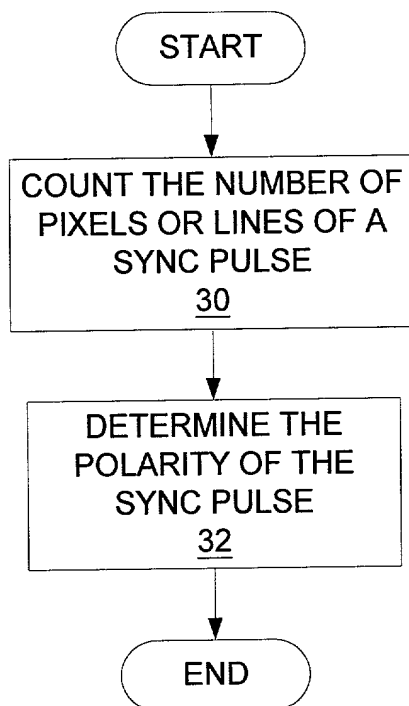 START
COUNT THE NUMBER OF
PIXELS OR LINES OF A
SYNC PULSE
30
DETERMINE THE
POLARITY OF THE
SYNC PULSE
32
END